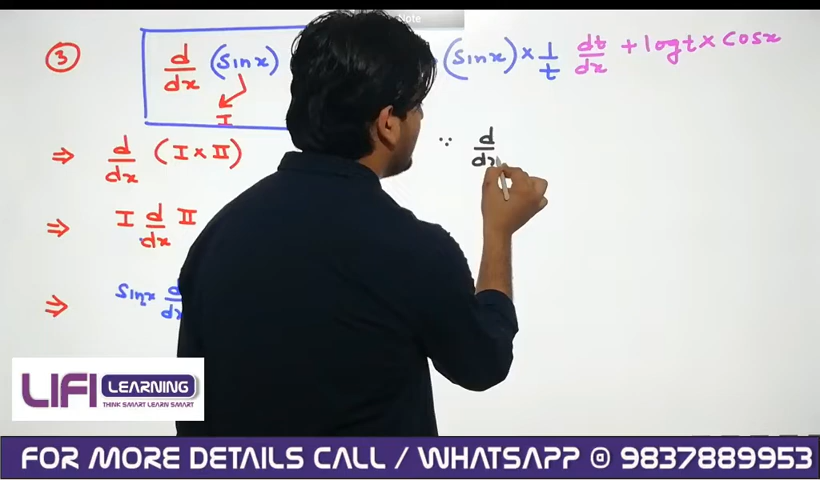 Note
③ d/dx (sinx)
I
(sinx) × 1/t dt/dx + logt × cosx
⇒ d/dx (I × II)
∵ d/dx
⇒ I d/dx II
⇒ sinx d/dx
LIFI LEARNING
THINK SMART LEARN SMART
FOR MORE DETAILS CALL / WHATSAPP @ 9837889953